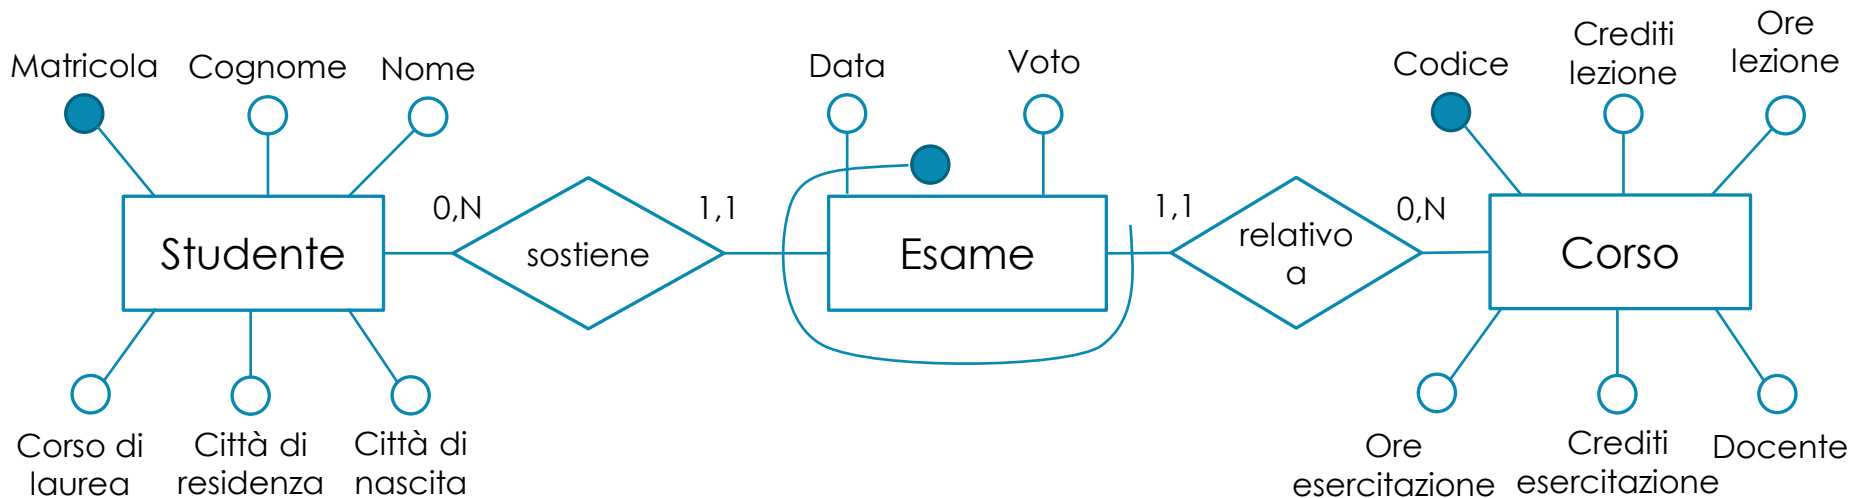 Matricola
Cognome
Nome
Data
Voto
Codice
Crediti
lezione
Ore
lezione
Studente
0,N
sostiene
1,1
Esame
1,1
relativo
a
0,N
Corso
Corso di
laurea
Città di
residenza
Città di
nascita
Ore
esercitazione
Crediti
esercitazione
Docente